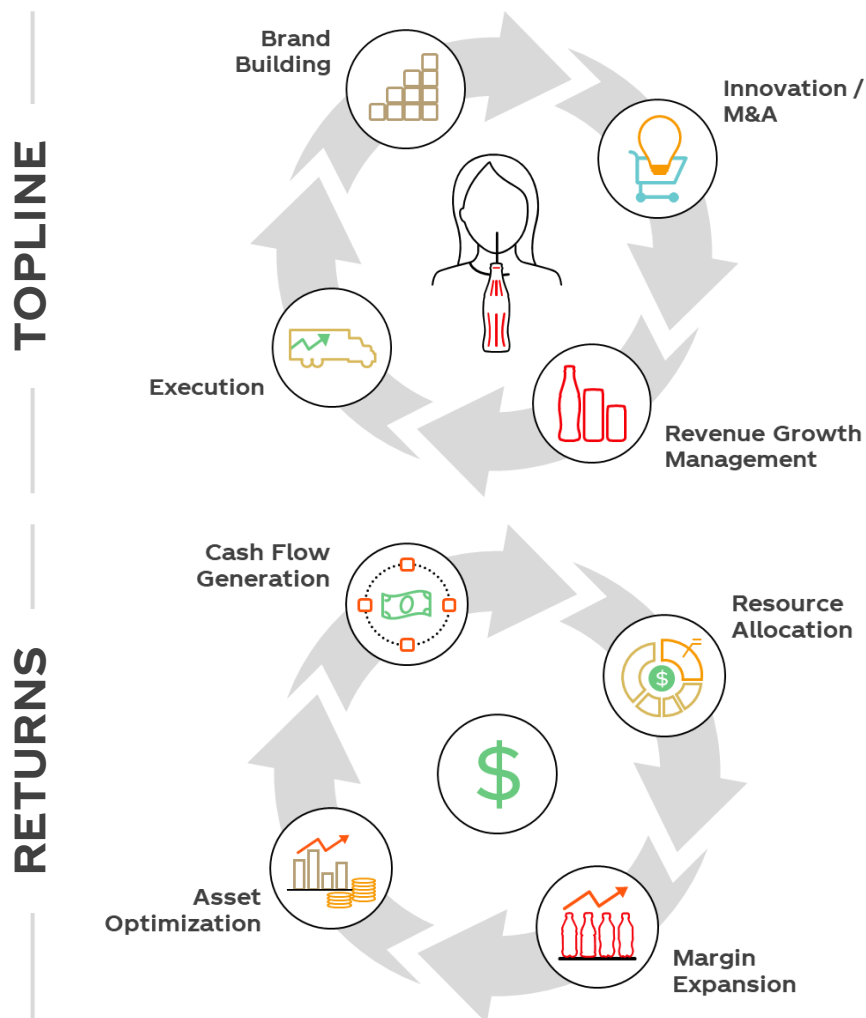 TOPLINE
Brand
Building
Innovation /
M&A
Execution
Revenue Growth
Management
RETURNS
Cash Flow
Generation
Resource
Allocation
$
$
Asset
Optimization
Margin
Expansion